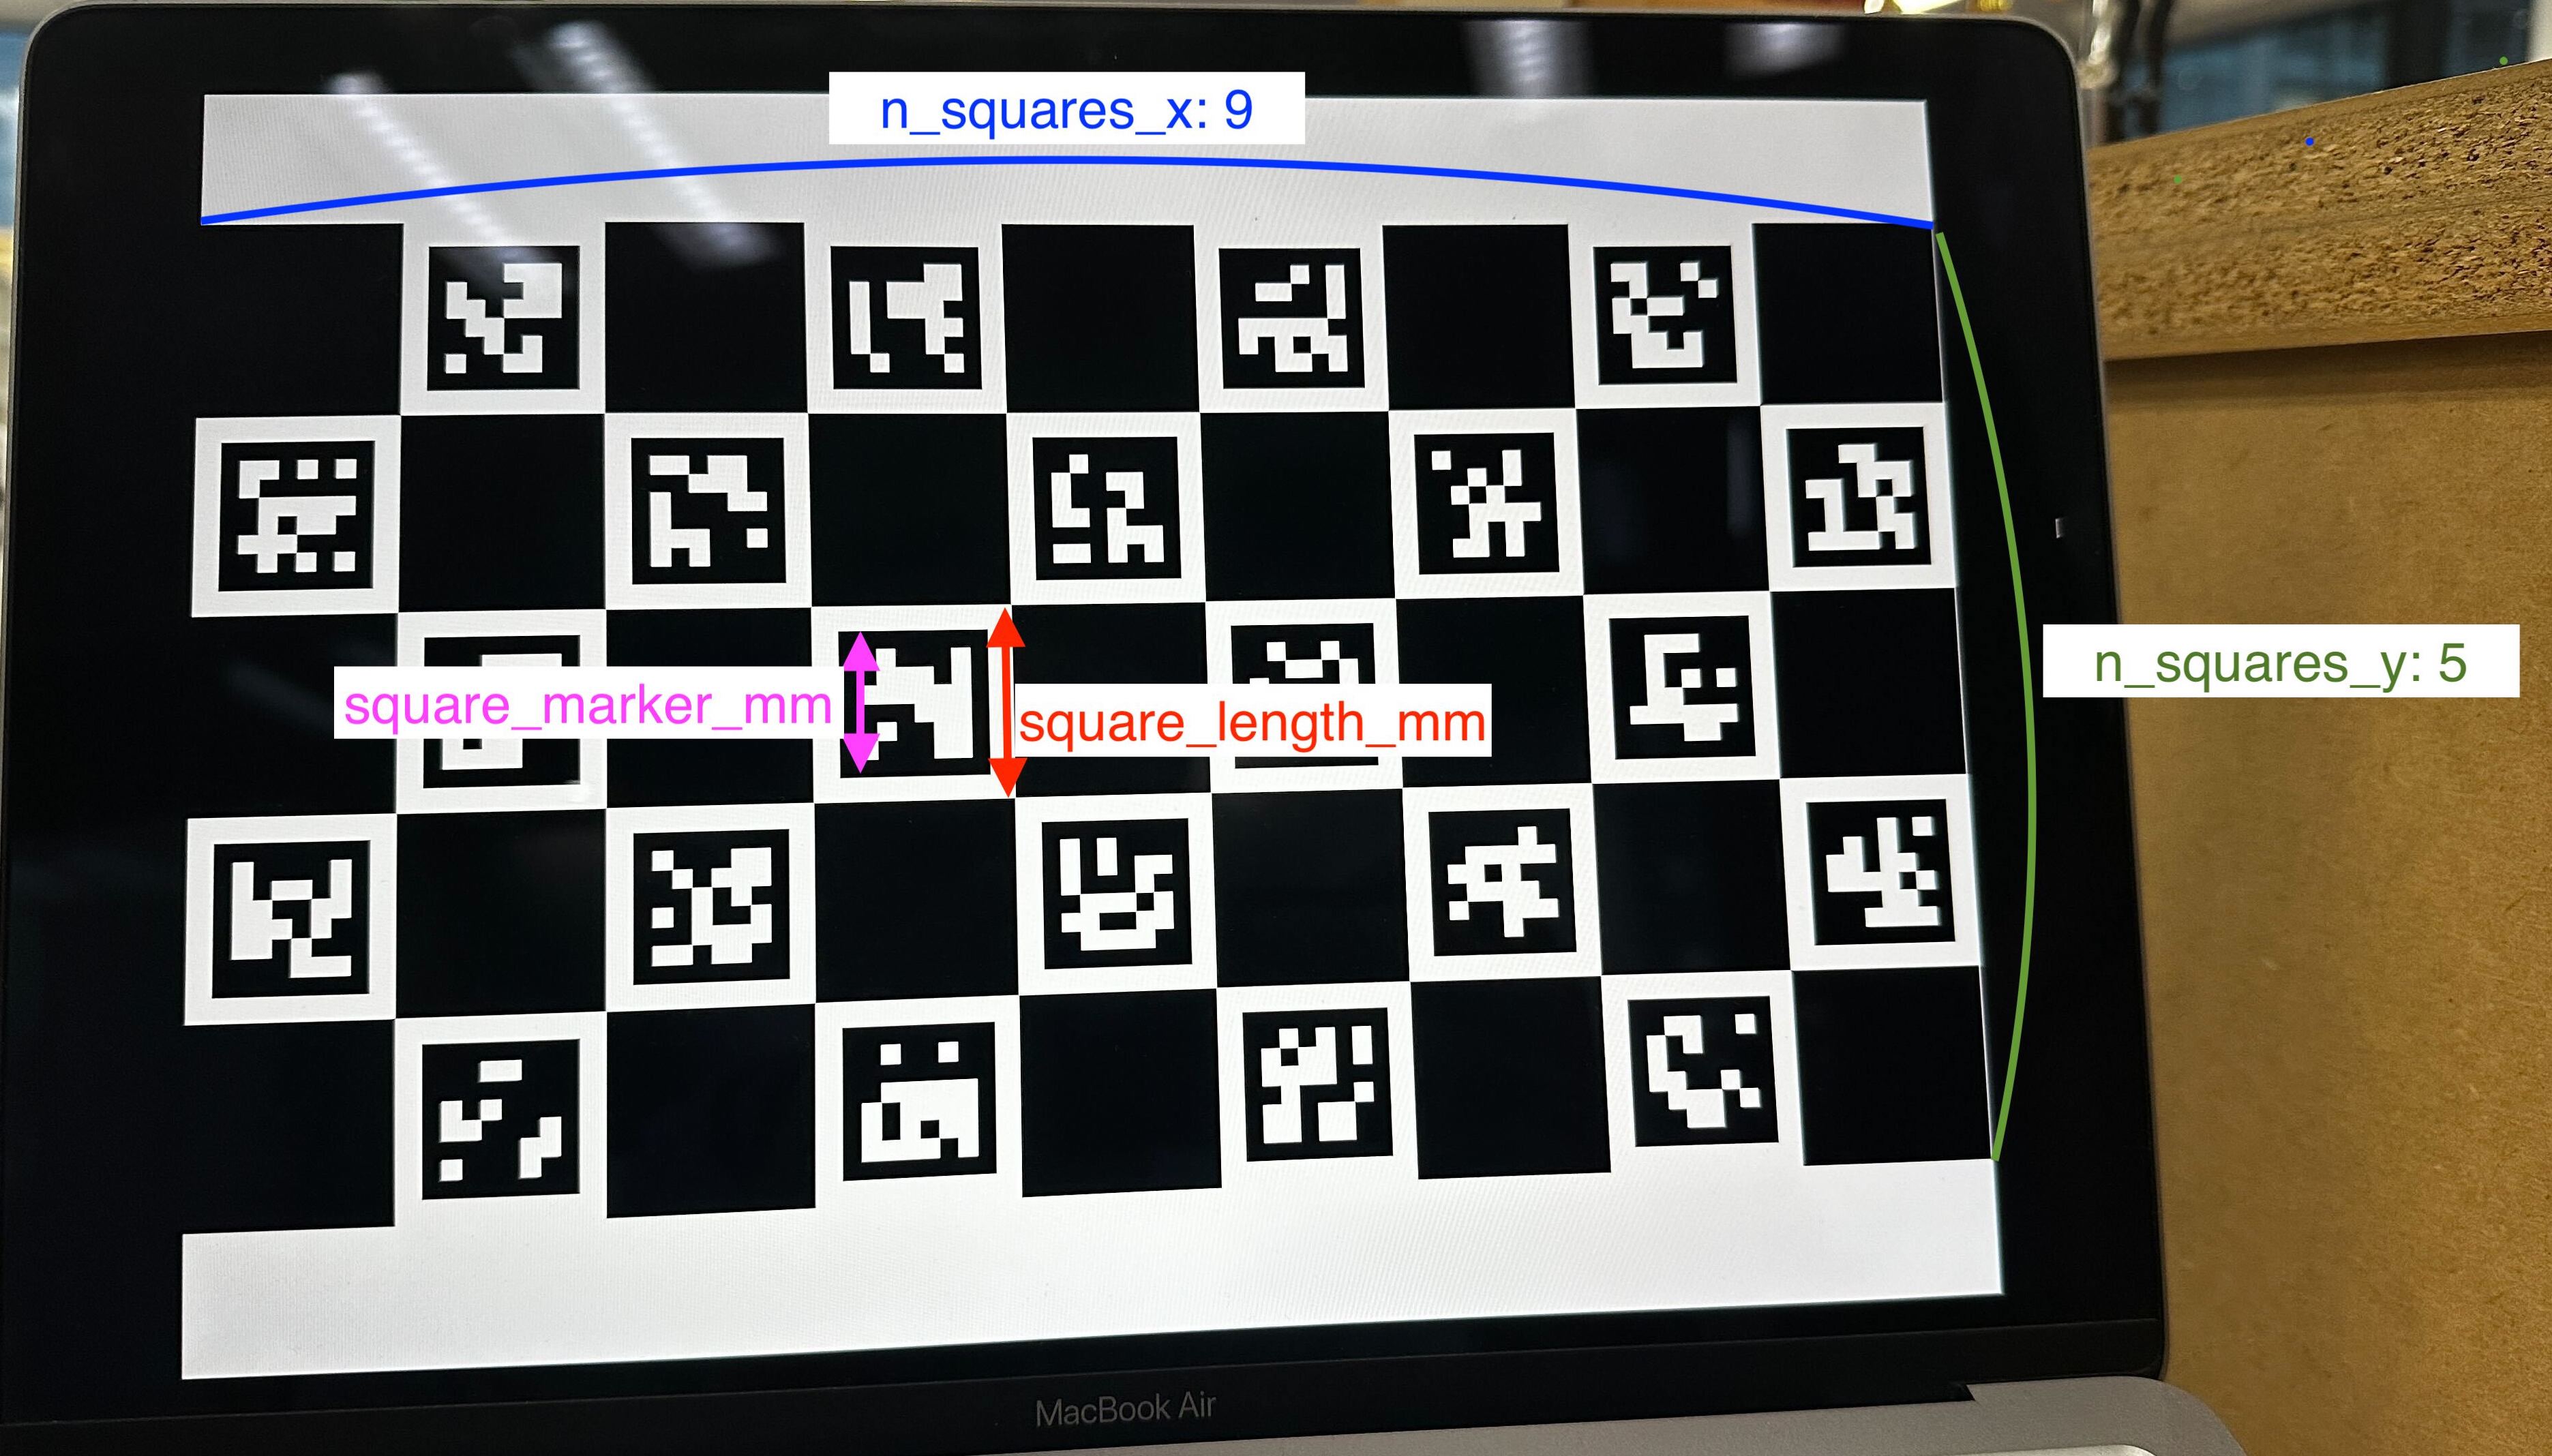 n_squares_x: 9
square_marker_mm
square_length_mm
n_squares_y: 5
MacBook Air